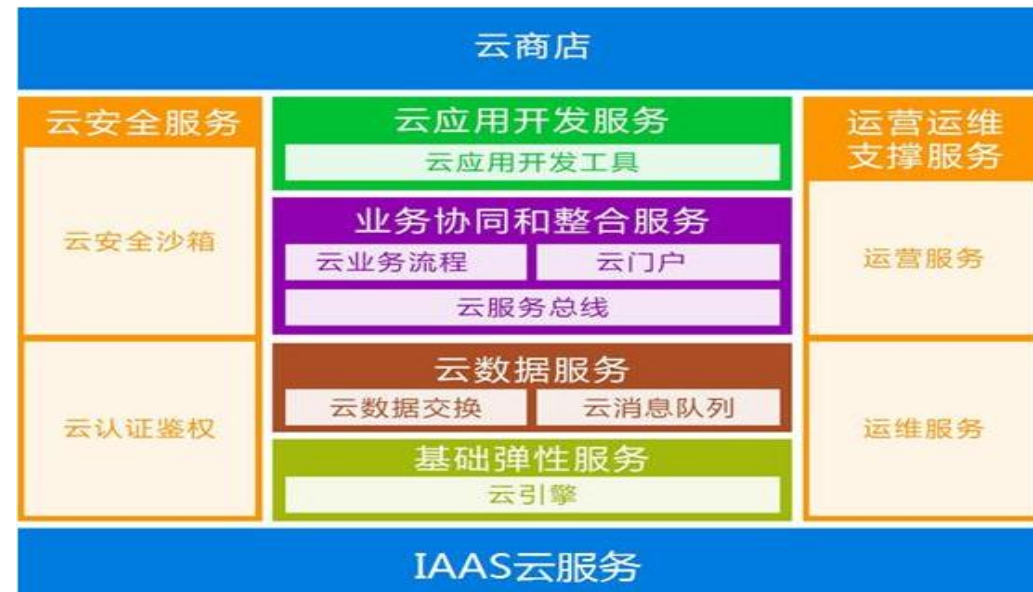 云商店
云安全服务
云安全沙箱
云认证鉴权
云应用开发服务
云应用开发工具
业务协同和整合服务
云业务流程
云门户
云服务总线
云数据服务
云数据交换
云消息队列
基础弹性服务
云引擎
运营运维
支撑服务
运营服务
运维服务
IAAS云服务